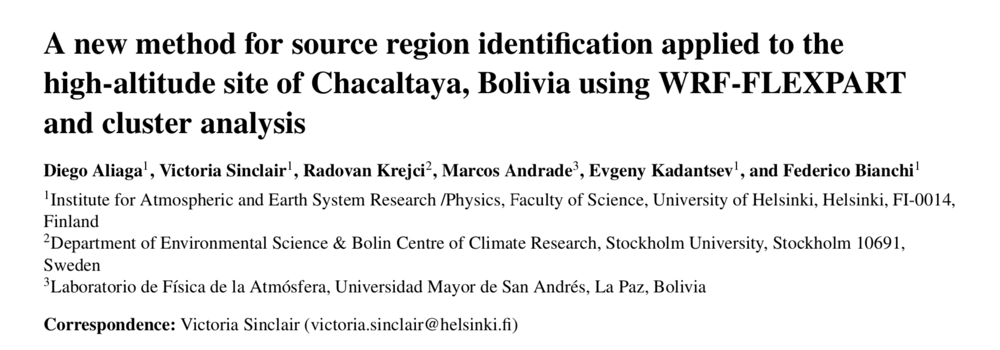 A new method for source region identification applied to the
high-altitude site of Chacaltaya, Bolivia using WRF-FLEXPART
and cluster analysis
Diego Aliaga¹, Victoria Sinclair¹, Radovan Krejci², Marcos Andrade³, Evgeny Kadantsev¹, and Federico Bianchi¹
¹Institute for Atmospheric and Earth System Research /Physics, Faculty of Science, University of Helsinki, Helsinki, FI-0014,
Finland
²Department of Environmental Science & Bolin Centre of Climate Research, Stockholm University, Stockholm 10691,
Sweden
³Laboratorio de Física de la Atmósfera, Universidad Mayor de San Andrés, La Paz, Bolivia
Correspondence: Victoria Sinclair (victoria.sinclair@helsinki.fi)